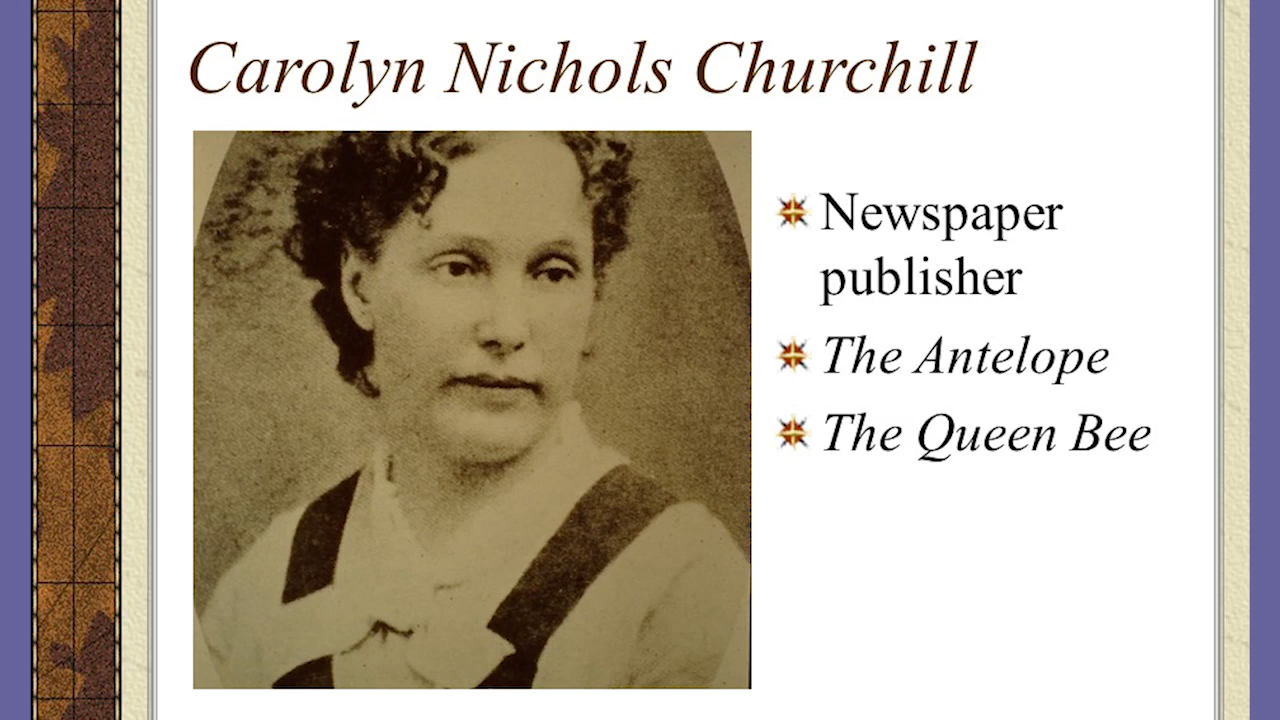 Carolyn Nichols Churchill
Newspaper
publisher
The Antelope
The Queen Bee